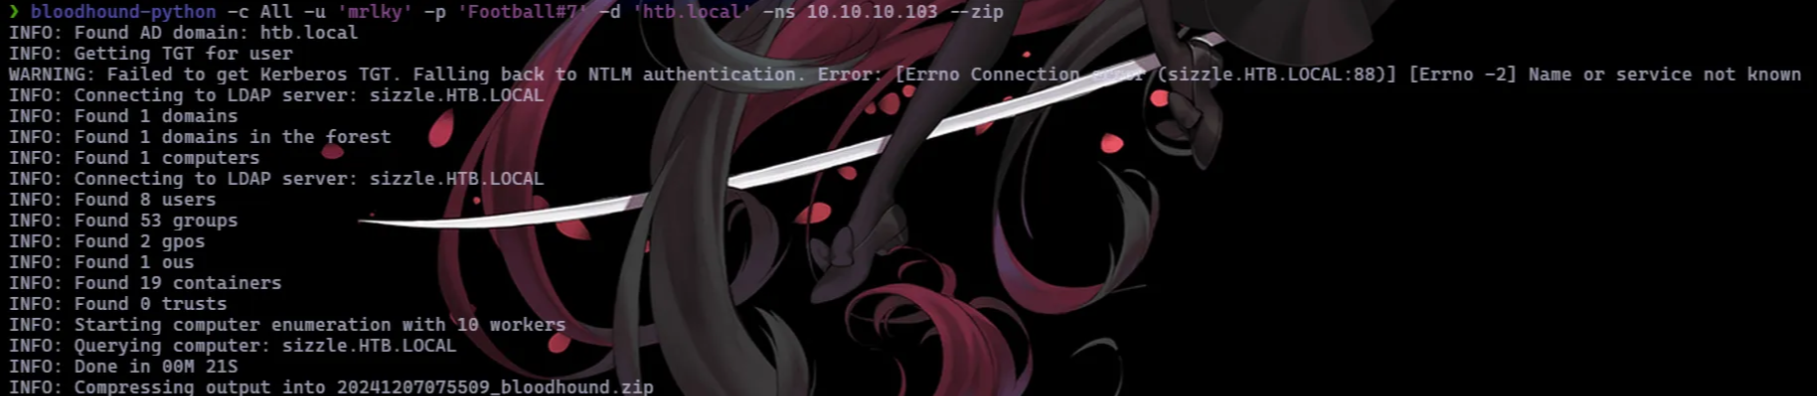 ❯ bloodhound-python -c All -u 'mrlky' -p 'Football#7' -d 'htb.local' -ns 10.10.10.103 --zip
INFO: Found AD domain: htb.local
INFO: Getting TGT for user
WARNING: Failed to get Kerberos TGT. Falling back to NTLM authentication. Error: [Errno Connection error (sizzle.HTB.LOCAL:88)] [Errno -2] Name or service not known
INFO: Connecting to LDAP server: sizzle.HTB.LOCAL
INFO: Found 1 domains
INFO: Found 1 domains in the forest
INFO: Found 1 computers
INFO: Connecting to LDAP server: sizzle.HTB.LOCAL
INFO: Found 8 users
INFO: Found 53 groups
INFO: Found 2 gpos
INFO: Found 1 ous
INFO: Found 19 containers
INFO: Found 0 trusts
INFO: Starting computer enumeration with 10 workers
INFO: Querying computer: sizzle.HTB.LOCAL
INFO: Done in 00M 21S
INFO: Compressing output into 20241207075509_bloodhound.zip